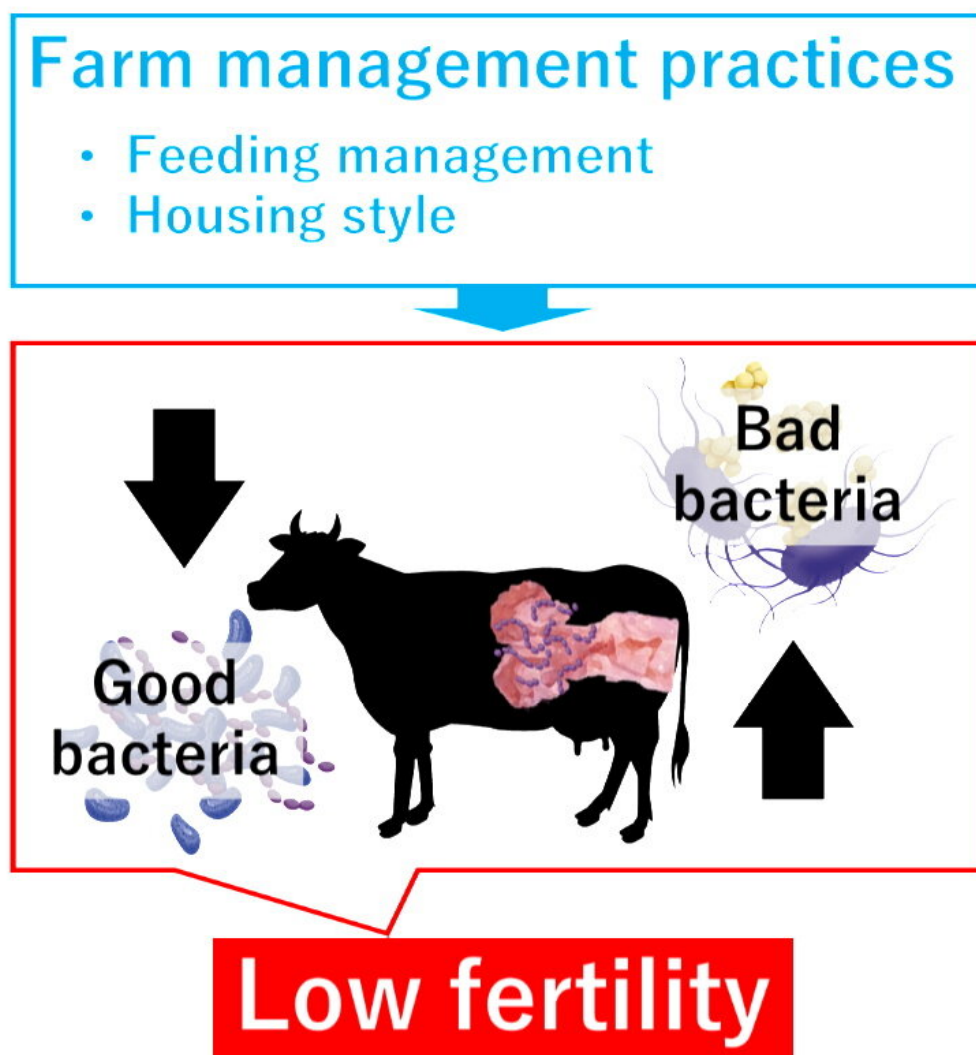 Farm management practices
• Feeding management
• Housing style
Bad
bacteria
Good
bacteria
Low fertility